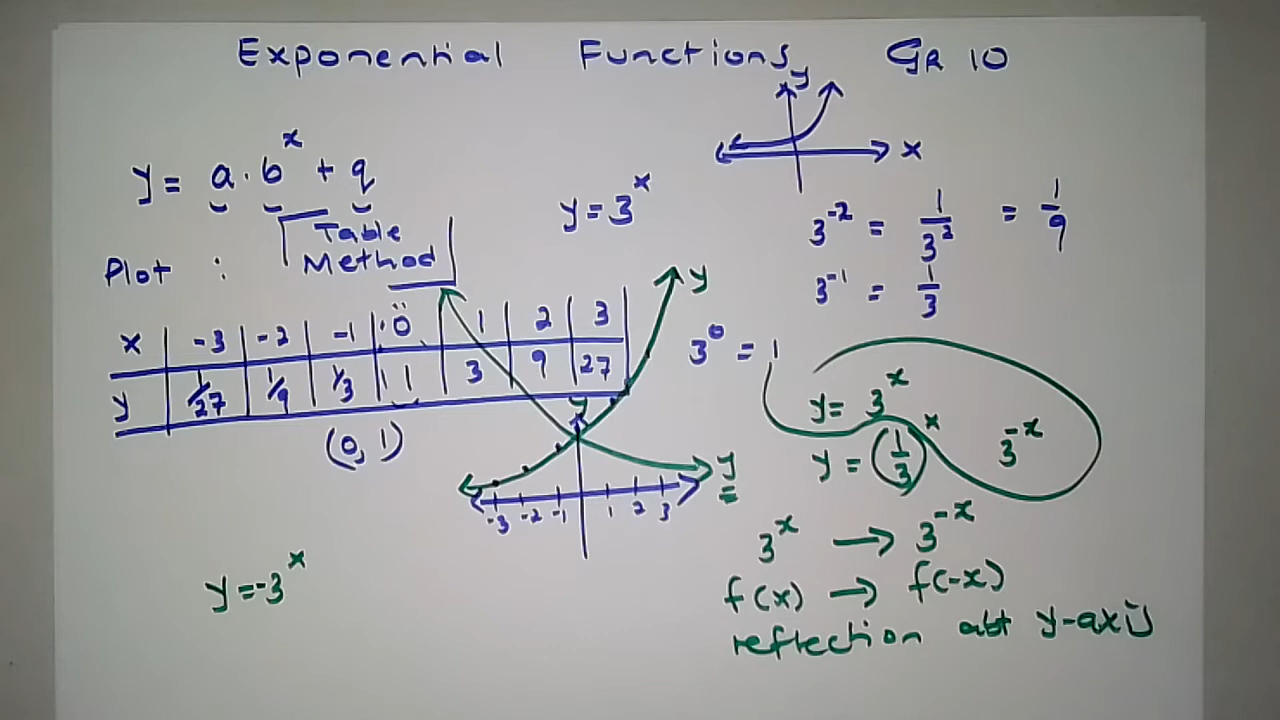 Exponential Functions GR 10
y
x
y = a . b^x + q
y = 3^x
3^-2 = 1/3^2 = 1/9
Plot : Table Method
3^-1 = 1/3
y
x -3 -2 -1 0 1 2 3
y 1/27 1/9 1/3 1 3 9 27
3^0 = 1
(0, 1)
y = 3^x
y = (1/3)^x 3^-x
y
y
-3 -2 -1 1 2 3
3^x → 3^-x
y = -3^x
f(x) → f(-x)
reflection abt y-axis